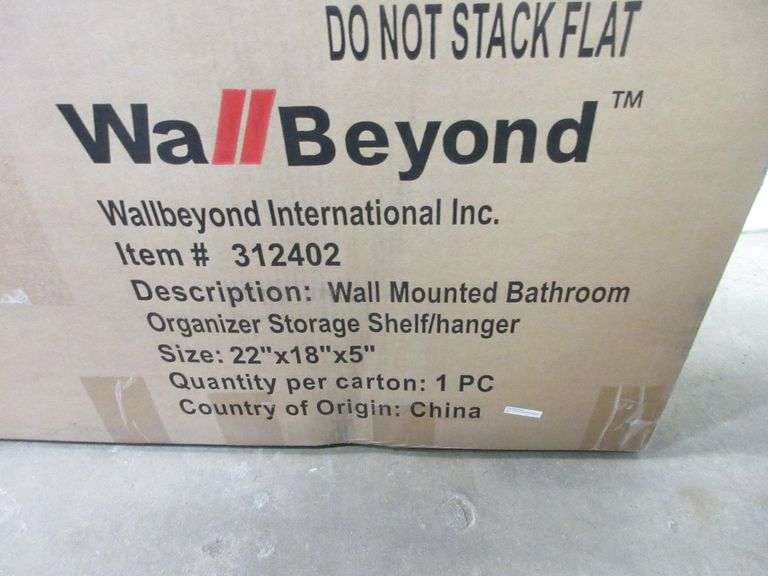 DO NOT STACK FLAT
WallBeyond™
Wallbeyond International Inc.
Item # 312402
Description: Wall Mounted Bathroom
Organizer Storage Shelf/hanger
Size: 22"x18"x5"
Quantity per carton: 1 PC
Country of Origin: China